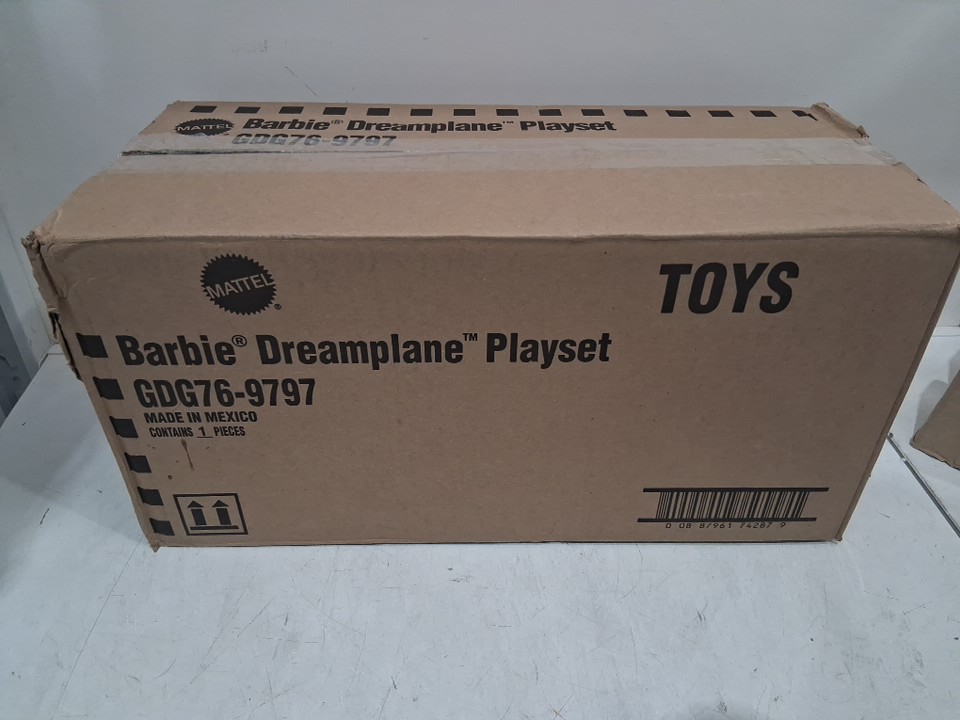 MATTEL
Barbie® Dreamplane™ Playset
GDG76-9797
MATTEL®
TOYS
Barbie® Dreamplane™ Playset
GDG76-9797
MADE IN MEXICO
CONTAINS 1 PIECES
0 08 87961 74287 9